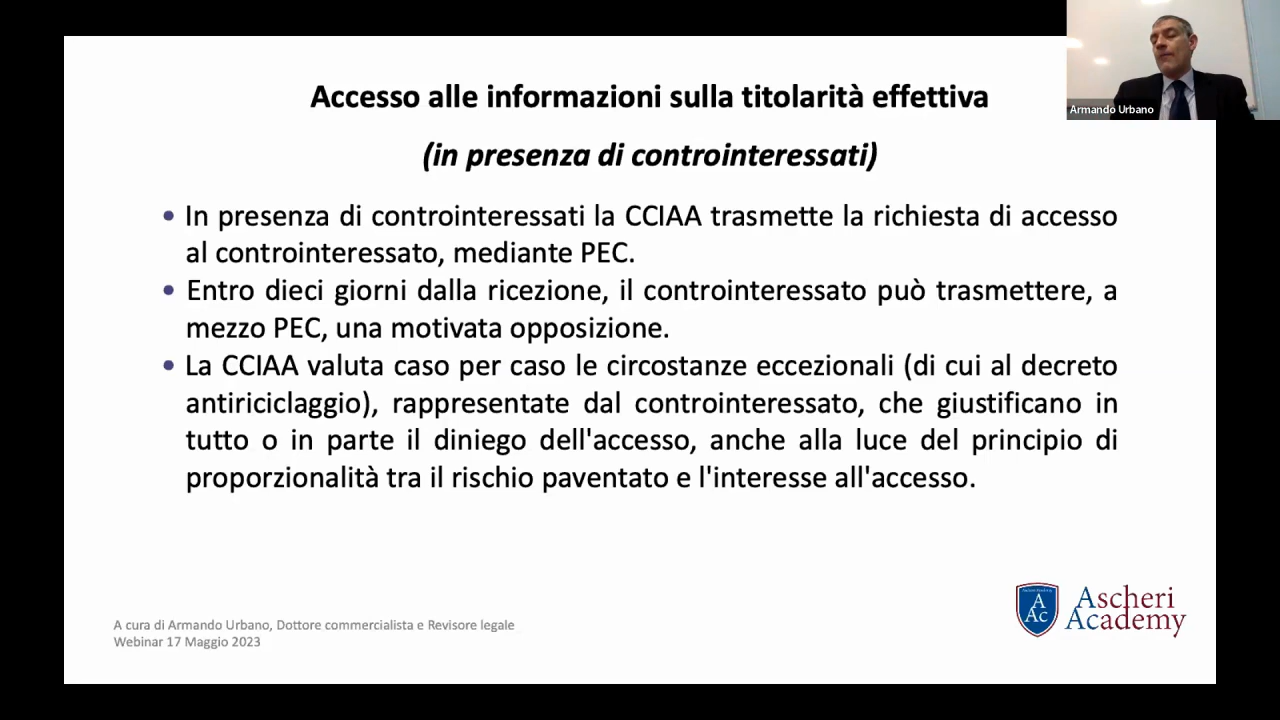 Accesso alle informazioni sulla titolarità effettiva
(in presenza di controinteressati)
Armando Urbano
• In presenza di controinteressati la CCIAA trasmette la richiesta di accesso
al controinteressato, mediante PEC.
• Entro dieci giorni dalla ricezione, il controinteressato può trasmettere, a
mezzo PEC, una motivata opposizione.
• La CCIAA valuta caso per caso le circostanze eccezionali (di cui al decreto
antiriciclaggio), rappresentate dal controinteressato, che giustificano in
tutto o in parte il diniego dell'accesso, anche alla luce del principio di
proporzionalità tra il rischio paventato e l'interesse all'accesso.
A cura di Armando Urbano, Dottore commercialista e Revisore legale
Webinar 17 Maggio 2023
A
Ac
Ascheri
Academy